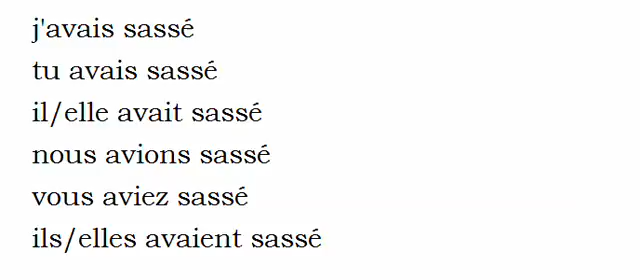 j'avais sassé
tu avais sassé
il/elle avait sassé
nous avions sassé
vous aviez sassé
ils/elles avaient sassé